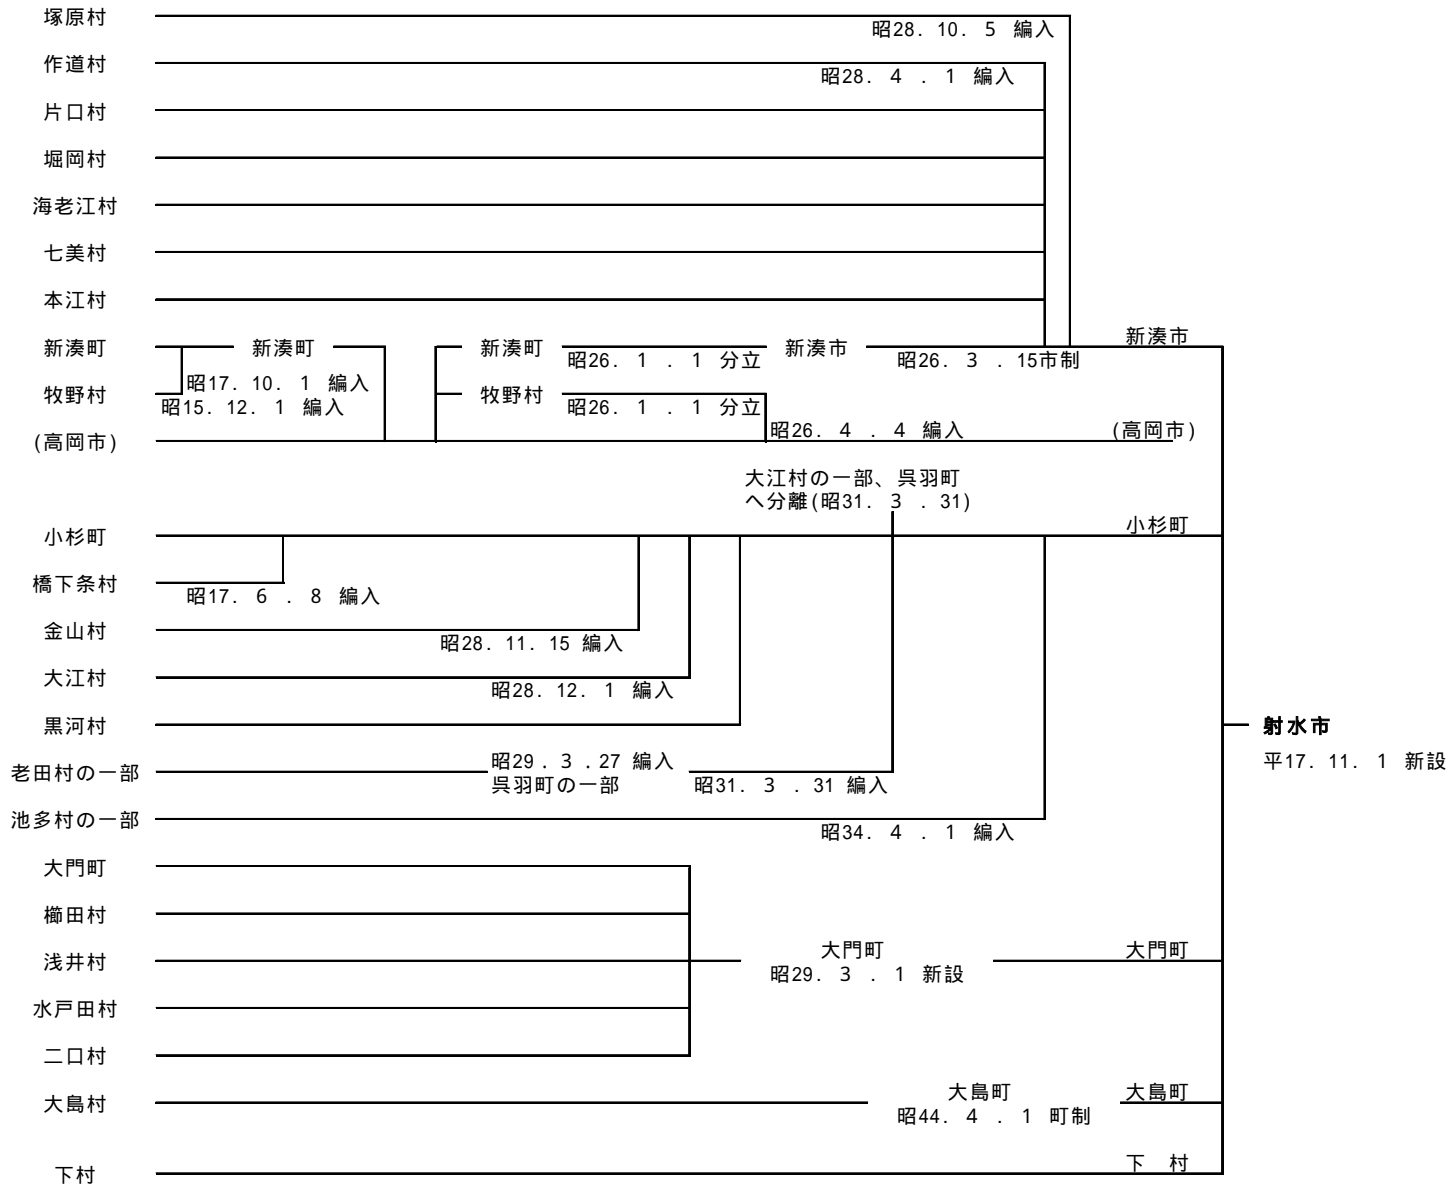 塚原村
昭28．10．5 編入
作道村
昭28．4．1 編入
片口村
堀岡村
海老江村
七美村
本江村
新湊市
新湊町 新湊町 新湊町 新湊市
昭26．1．1 分立 昭26．3．15市制
昭17．10．1 編入
牧野村 牧野村
昭15．12．1 編入 昭26．1．1 分立
昭26．4．4 編入 (高岡市)
(高岡市)
大江村の一部、呉羽町
へ分離(昭31．3．31)
小杉町
小杉町
橋下条村
昭17．6．8 編入
金山村
昭28．11．15 編入
大江村
昭28．12．1 編入
黒河村
射水市
平17．11．1 新設
昭29．3．27 編入
老田村の一部
呉羽町の一部 昭31．3．31 編入
池多村の一部
昭34．4．1 編入
大門町
櫛田村
大門町 大門町
浅井村
昭29．3．1 新設
水戸田村
二口村
大島町 大島町
大島村
昭44．4．1 町制
下 村
下村